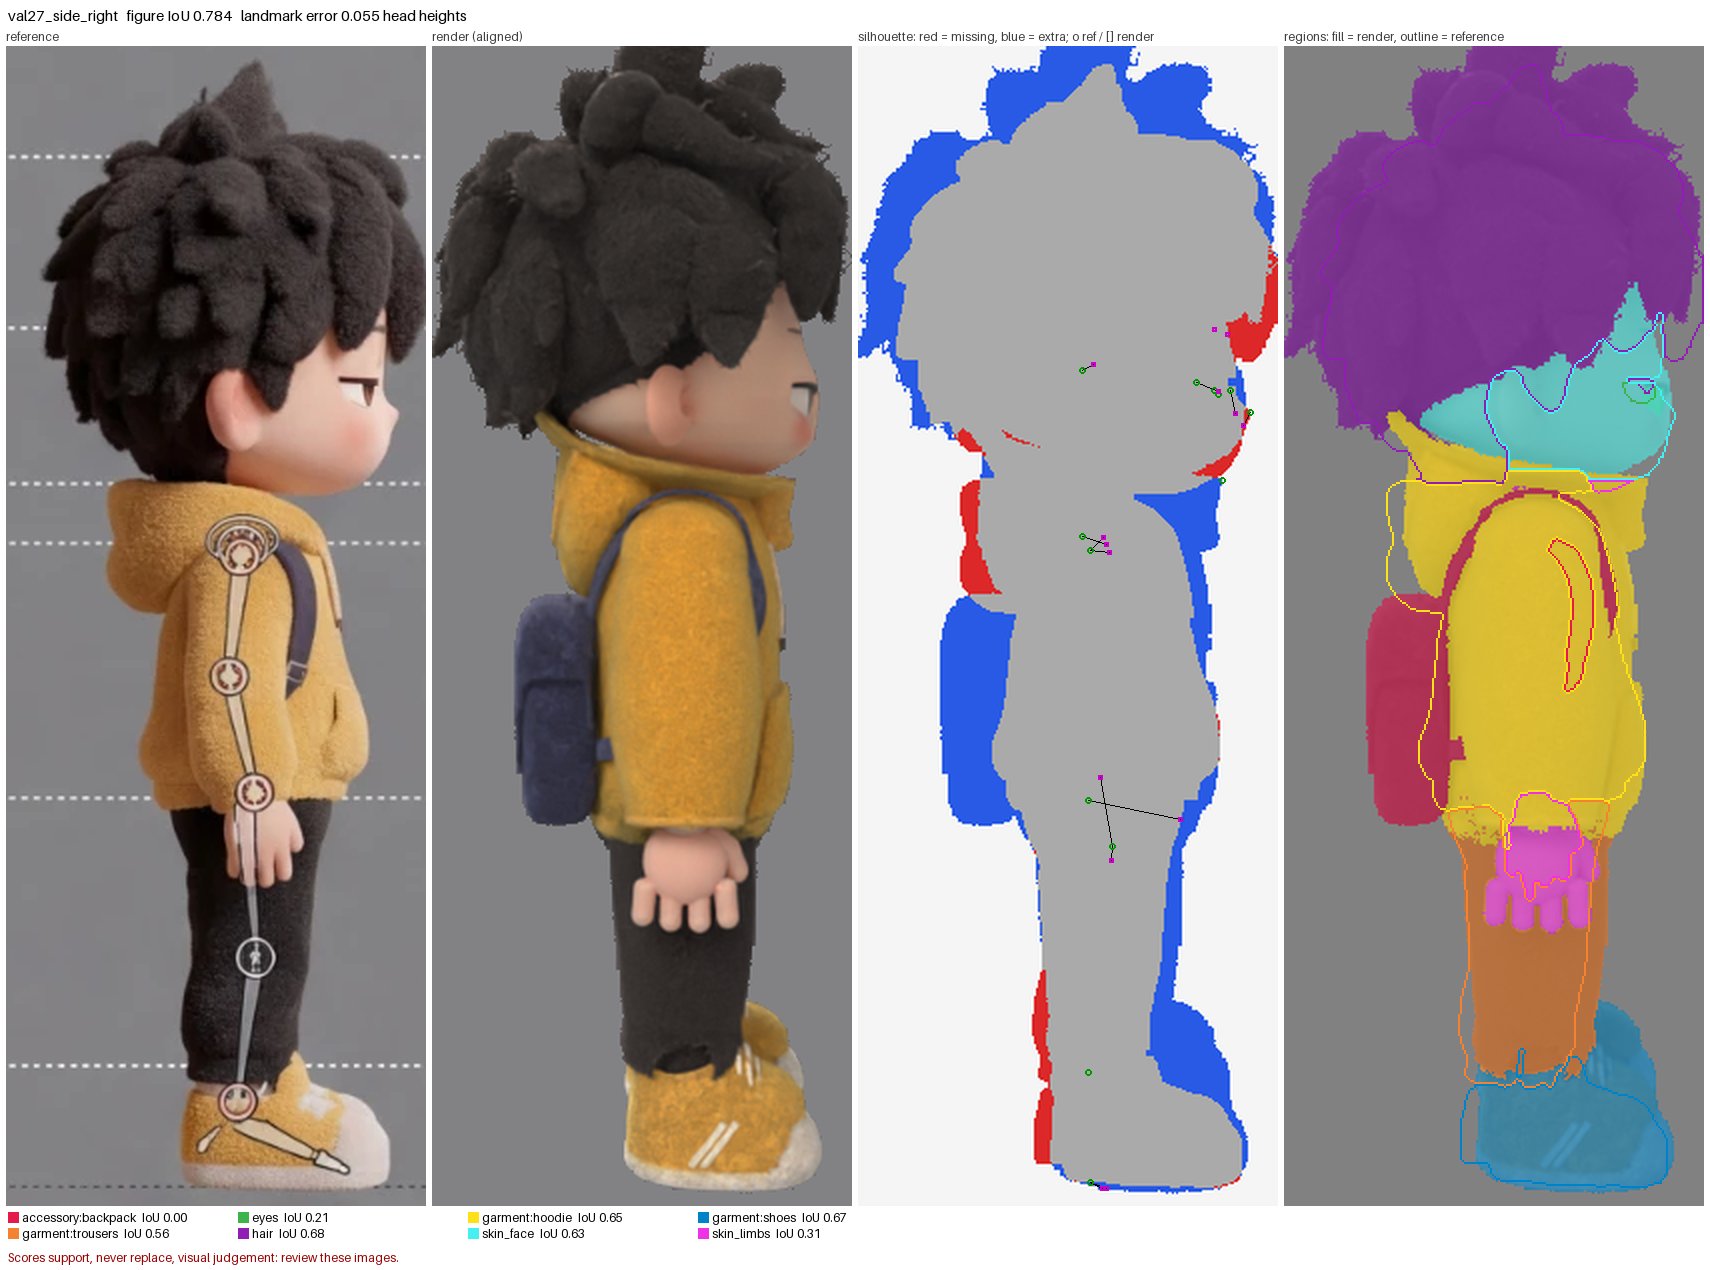 val27_side_right  figure IoU 0.784  landmark error 0.055 head heights
reference
render (aligned)
silhouette: red = missing, blue = extra; o ref / [] render
regions: fill = render, outline = reference
accessory:backpack  IoU 0.00
eyes  IoU 0.21
garment:hoodie  IoU 0.65
garment:shoes  IoU 0.67
garment:trousers  IoU 0.56
hair  IoU 0.68
skin_face  IoU 0.63
skin_limbs  IoU 0.31
Scores support, never replace, visual judgement: review these images.